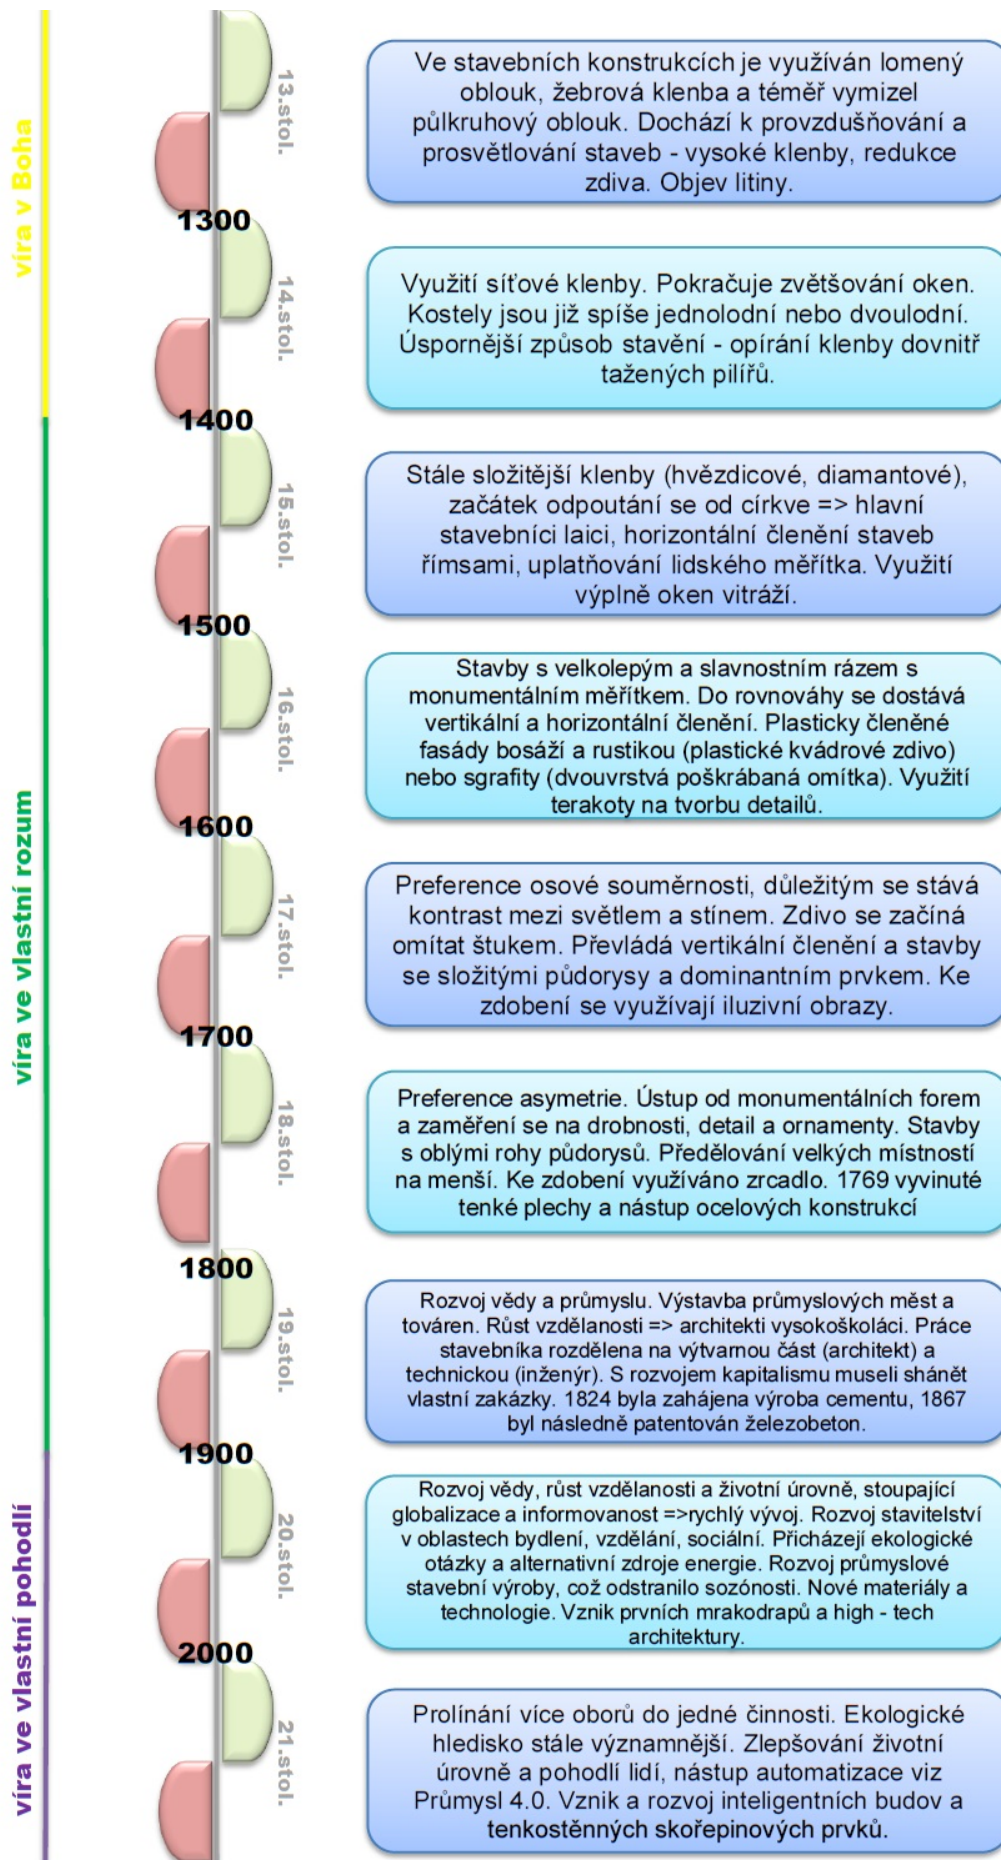 víra v Boha
13.stol.
Ve stavebních konstrukcích je využíván lomený
oblouk, žebrová klenba a téměř vymizel
půlkruhový oblouk. Dochází k provzdušňování a
prosvětlování staveb - vysoké klenby, redukce
zdiva. Objev litiny.
1300
14.stol.
Využití síťové klenby. Pokračuje zvětšování oken.
Kostely jsou již spíše jednolodní nebo dvoulodní.
Úspornější způsob stavění - opírání klenby dovnitř
tažených pilířů.
1400
víra ve vlastní rozum
15.stol.
Stále složitější klenby (hvězdicové, diamantové),
začátek odpoutání se od církve => hlavní
stavebníci laici, horizontální členění staveb
římsami, uplatňování lidského měřítka. Využití
výplně oken vitráží.
1500
16.stol.
Stavby s velkolepým a slavnostním rázem s
monumentálním měřítkem. Do rovnováhy se dostává
vertikální a horizontální členění. Plasticky členěné
fasády bosáží a rustikou (plastické kvádrové zdivo)
nebo sgrafity (dvouvrstvá poškrábaná omítka). Využití
terakoty na tvorbu detailů.
1600
17.stol.
Preference osové souměrnosti, důležitým se stává
kontrast mezi světlem a stínem. Zdivo se začíná
omítat štukem. Převládá vertikální členění a stavby
se složitými půdorysy a dominantním prvkem. Ke
zdobení se využívají iluzivní obrazy.
1700
18.stol.
Preference asymetrie. Ústup od monumentálních forem
a zaměření se na drobnosti, detail a ornamenty. Stavby
s oblými rohy půdorysů. Předělování velkých místností
na menší. Ke zdobení využíváno zrcadlo. 1769 vyvinuté
tenké plechy a nástup ocelových konstrukcí
1800
19.stol.
Rozvoj vědy a průmyslu. Výstavba průmyslových měst a
továren. Růst vzdělanosti => architekti vysokoškoláci. Práce
stavebníka rozdělena na výtvarnou část (architekt) a
technickou (inženýr). S rozvojem kapitalismu museli shánět
vlastní zakázky. 1824 byla zahájena výroba cementu, 1867
byl následně patentován železobeton.
1900
víra ve vlastní pohodlí
20.stol.
Rozvoj vědy, růst vzdělanosti a životní úrovně, stoupající
globalizace a informovanost =>rychlý vývoj. Rozvoj stavitelství
v oblastech bydlení, vzdělání, sociální. Přicházejí ekologické
otázky a alternativní zdroje energie. Rozvoj průmyslové
stavební výroby, což odstranilo sozónosti. Nové materiály a
technologie. Vznik prvních mrakodrapů a high - tech
architektury.
2000
21.stol.
Prolínání více oborů do jedné činnosti. Ekologické
hledisko stále významnější. Zlepšování životní
úrovně a pohodlí lidí, nástup automatizace viz
Průmysl 4.0. Vznik a rozvoj inteligentních budov a
tenkostěnných skořepinových prvků.